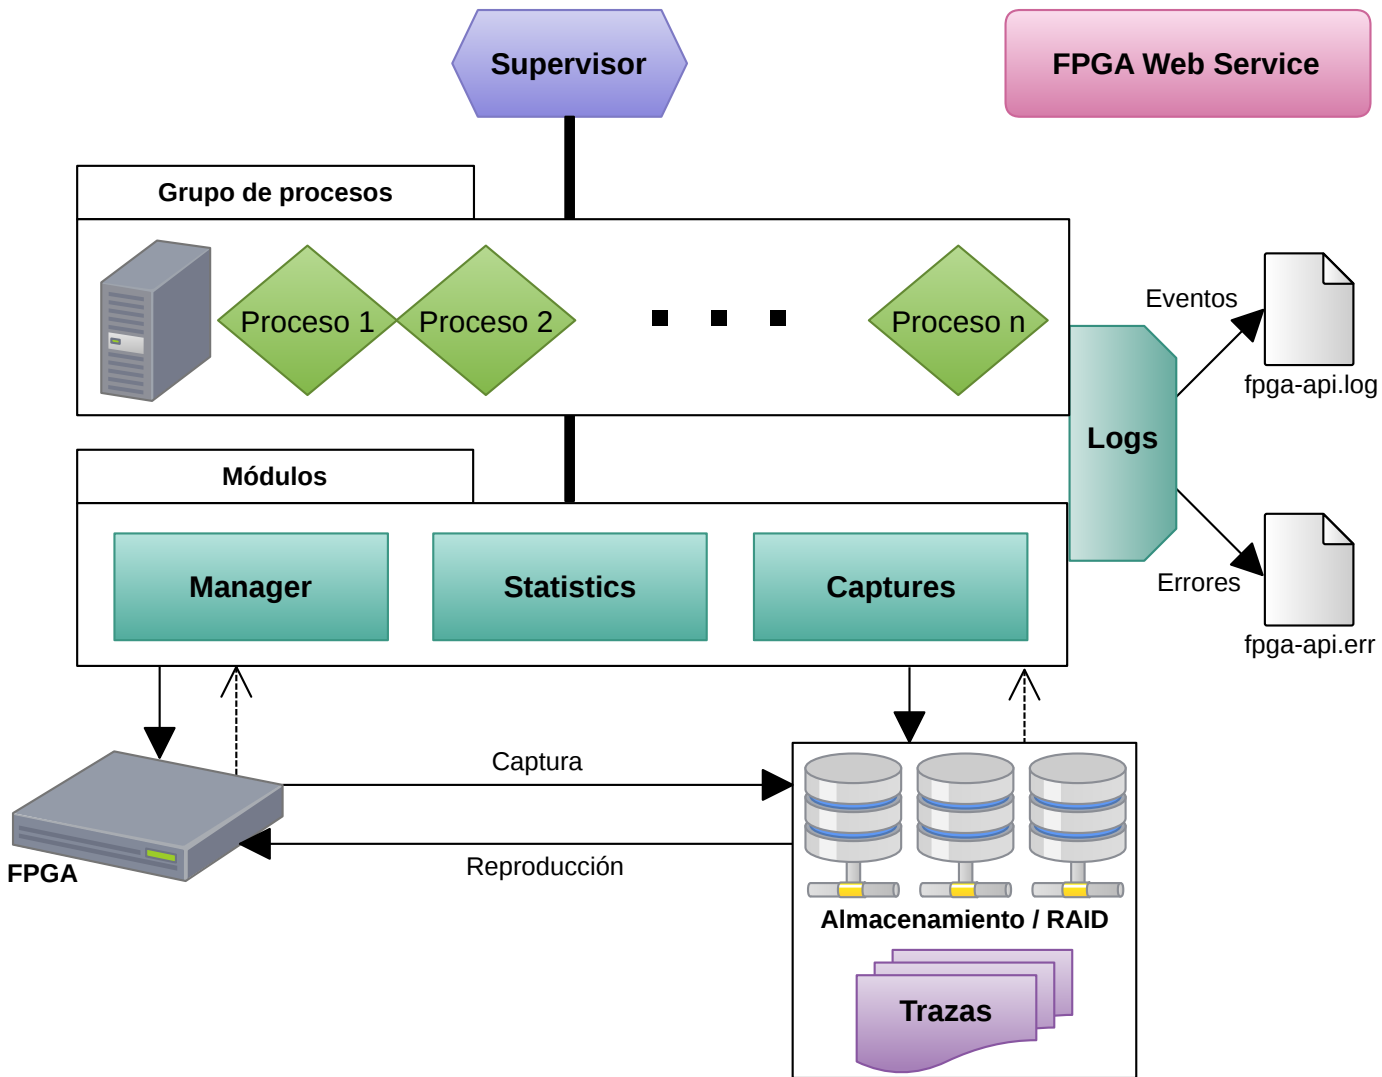 Supervisor
FPGA Web Service
Grupo de procesos
Proceso 1
Proceso 2
Proceso n
Eventos
fpga-api.log
Logs
Módulos
Manager
Statistics
Captures
Errores
fpga-api.err
Captura
Reproducción
FPGA
Almacenamiento / RAID
Trazas